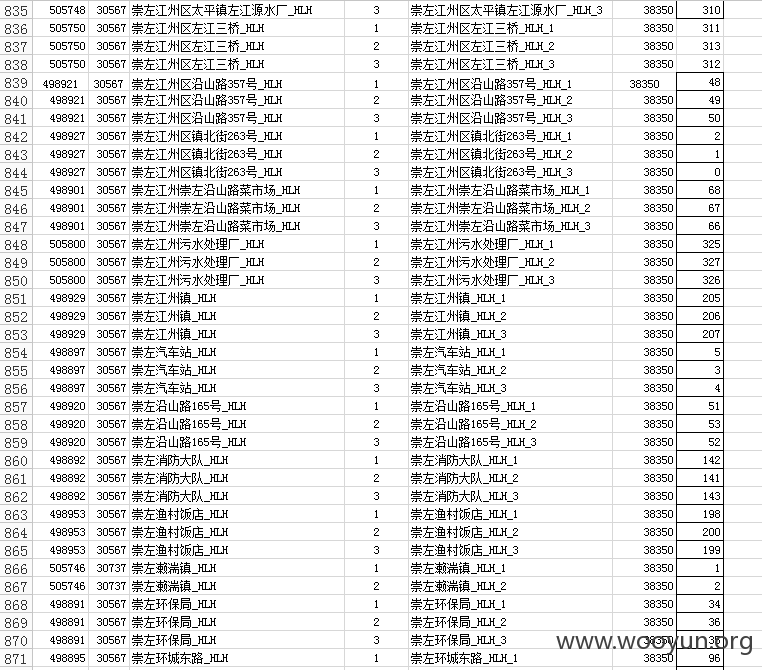 835 505748 30567 崇左江州区太平镇左江源水厂_HLH 3 崇左江州区太平镇左江源水厂_HLH_3 38350 310
836 505750 30567 崇左江州区左江三桥_HLH 1 崇左江州区左江三桥_HLH_1 38350 311
837 505750 30567 崇左江州区左江三桥_HLH 2 崇左江州区左江三桥_HLH_2 38350 313
838 505750 30567 崇左江州区左江三桥_HLH 3 崇左江州区左江三桥_HLH_3 38350 312
839 498921 30567 崇左江州区沿山路357号_HLH 1 崇左江州区沿山路357号_HLH_1 38350 48
840 498921 30567 崇左江州区沿山路357号_HLH 2 崇左江州区沿山路357号_HLH_2 38350 49
841 498921 30567 崇左江州区沿山路357号_HLH 3 崇左江州区沿山路357号_HLH_3 38350 50
842 498927 30567 崇左江州区镇北街263号_HLH 1 崇左江州区镇北街263号_HLH_1 38350 2
843 498927 30567 崇左江州区镇北街263号_HLH 2 崇左江州区镇北街263号_HLH_2 38350 1
844 498927 30567 崇左江州区镇北街263号_HLH 3 崇左江州区镇北街263号_HLH_3 38350 0
845 498901 30567 崇左江州崇左沿山路菜市场_HLH 1 崇左江州崇左沿山路菜市场_HLH_1 38350 68
846 498901 30567 崇左江州崇左沿山路菜市场_HLH 2 崇左江州崇左沿山路菜市场_HLH_2 38350 67
847 498901 30567 崇左江州崇左沿山路菜市场_HLH 3 崇左江州崇左沿山路菜市场_HLH_3 38350 66
848 505800 30567 崇左江州污水处理厂_HLH 1 崇左江州污水处理厂_HLH_1 38350 325
849 505800 30567 崇左江州污水处理厂_HLH 2 崇左江州污水处理厂_HLH_2 38350 327
850 505800 30567 崇左江州污水处理厂_HLH 3 崇左江州污水处理厂_HLH_3 38350 326
851 498929 30567 崇左江州镇_HLH 1 崇左江州镇_HLH_1 38350 205
852 498929 30567 崇左江州镇_HLH 2 崇左江州镇_HLH_2 38350 206
853 498929 30567 崇左江州镇_HLH 3 崇左江州镇_HLH_3 38350 207
854 498897 30567 崇左汽车站_HLH 1 崇左汽车站_HLH_1 38350 5
855 498897 30567 崇左汽车站_HLH 2 崇左汽车站_HLH_2 38350 3
856 498897 30567 崇左汽车站_HLH 3 崇左汽车站_HLH_3 38350 4
857 498920 30567 崇左沿山路165号_HLH 1 崇左沿山路165号_HLH_1 38350 51
858 498920 30567 崇左沿山路165号_HLH 2 崇左沿山路165号_HLH_2 38350 53
859 498920 30567 崇左沿山路165号_HLH 3 崇左沿山路165号_HLH_3 38350 52
860 498892 30567 崇左消防大队_HLH 1 崇左消防大队_HLH_1 38350 142
861 498892 30567 崇左消防大队_HLH 2 崇左消防大队_HLH_2 38350 141
862 498892 30567 崇左消防大队_HLH 3 崇左消防大队_HLH_3 38350 143
863 498953 30567 崇左渔村饭店_HLH 1 崇左渔村饭店_HLH_1 38350 198
864 498953 30567 崇左渔村饭店_HLH 2 崇左渔村饭店_HLH_2 38350 200
865 498953 30567 崇左渔村饭店_HLH 3 崇左渔村饭店_HLH_3 38350 199
866 505746 30737 崇左濑湍镇_HLH 1 崇左濑湍镇_HLH_1 38350 1
867 505746 30737 崇左濑湍镇_HLH 2 崇左濑湍镇_HLH_2 38350 2
868 498891 30567 崇左环保局_HLH 1 崇左环保局_HLH_1 38350 34
869 498891 30567 崇左环保局_HLH 2 崇左环保局_HLH_2 38350 36
870 498891 30567 崇左环保局_HLH 3 崇左环保局_HLH_3 38350
871 498895 30567 崇左环城东路_HLH 1 崇左环城东路_HLH_1 38350 96
www.wooyun.org